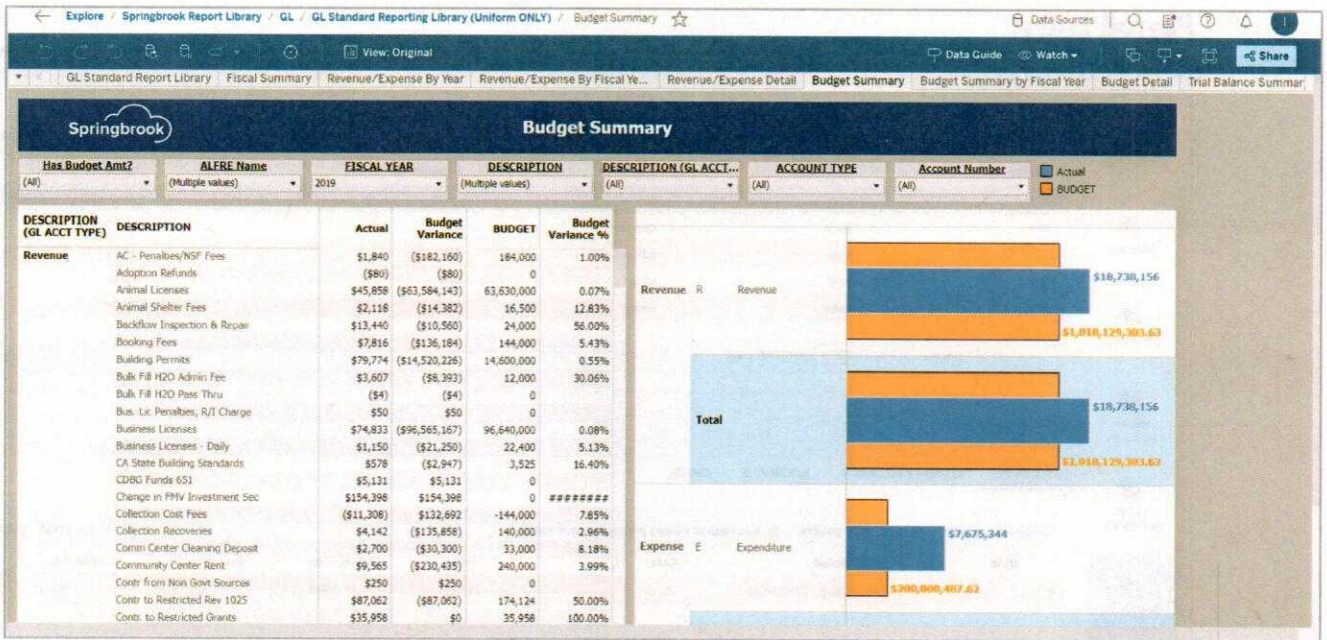 Explore / Springbrook Report Library / GL / GL Standard Reporting Library (Uniform ONLY) / Budget Summary
Data Sources
View: Original
Data Guide Watch Share
GL Standard Report Library Fiscal Summary Revenue/Expense By Year Revenue/Expense By Fiscal Ye... Revenue/Expense Detail Budget Summary Budget Summary by Fiscal Year Budget Detail Trial Balance Summar
Springbrook
Budget Summary
Has Budget Amt? ALFRE Name FISCAL YEAR DESCRIPTION DESCRIPTION (GL ACCT... ACCOUNT TYPE Account Number Actual
(All) (Multiple values) 2019 (Multiple values) (All) (All) (All) BUDGET
DESCRIPTION (GL ACCT TYPE) DESCRIPTION Actual Budget Variance BUDGET Budget Variance %
Revenue AC - Penalties/NSF Fees $1,840 ($182,160) 184,000 1.00%
Adoption Refunds ($80) ($80) 0
Animal Licenses $45,858 ($63,584,143) 63,630,000 0.07%
Animal Shelter Fees $2,118 ($14,382) 16,500 12.83%
Backflow Inspection & Repair $13,440 ($10,560) 24,000 56.00%
Booking Fees $7,816 ($136,184) 144,000 5.43%
Building Permits $79,774 ($14,520,226) 14,600,000 0.55%
Bulk Fill H2O Admin Fee $3,607 ($8,393) 12,000 30.06%
Bulk Fill H2O Pass Thru ($4) ($4) 0
Bus. Lic Penalties, R/I Charge $50 $50 0
Business Licenses $74,833 ($96,565,167) 96,640,000 0.08%
Business Licenses - Daily $1,150 ($21,250) 22,400 5.13%
CA State Building Standards $578 ($2,947) 3,525 16.40%
CDBG Funds 651 $5,131 $5,131 0
Change in FMV Investment Sec $154,398 $154,398 0 ########
Collection Cost Fees ($11,308) $132,692 -144,000 7.85%
Collection Recoveries $4,142 ($135,858) 140,000 2.96%
Comm Center Cleaning Deposit $2,700 ($30,300) 33,000 8.18%
Community Center Rent $9,565 ($230,435) 240,000 3.99%
Contr from Non Govt Sources $250 $250 0
Contr to Restricted Rev 1025 $87,062 ($87,062) 174,124 50.00%
Contr. to Restricted Grants $35,958 $0 35,958 100.00%
Revenue R Revenue
$18,738,156
$1,018,129,303.63
Total
$18,738,156
$1,018,129,303.63
Expense E Expenditure
$7,675,344
$200,000,487.62